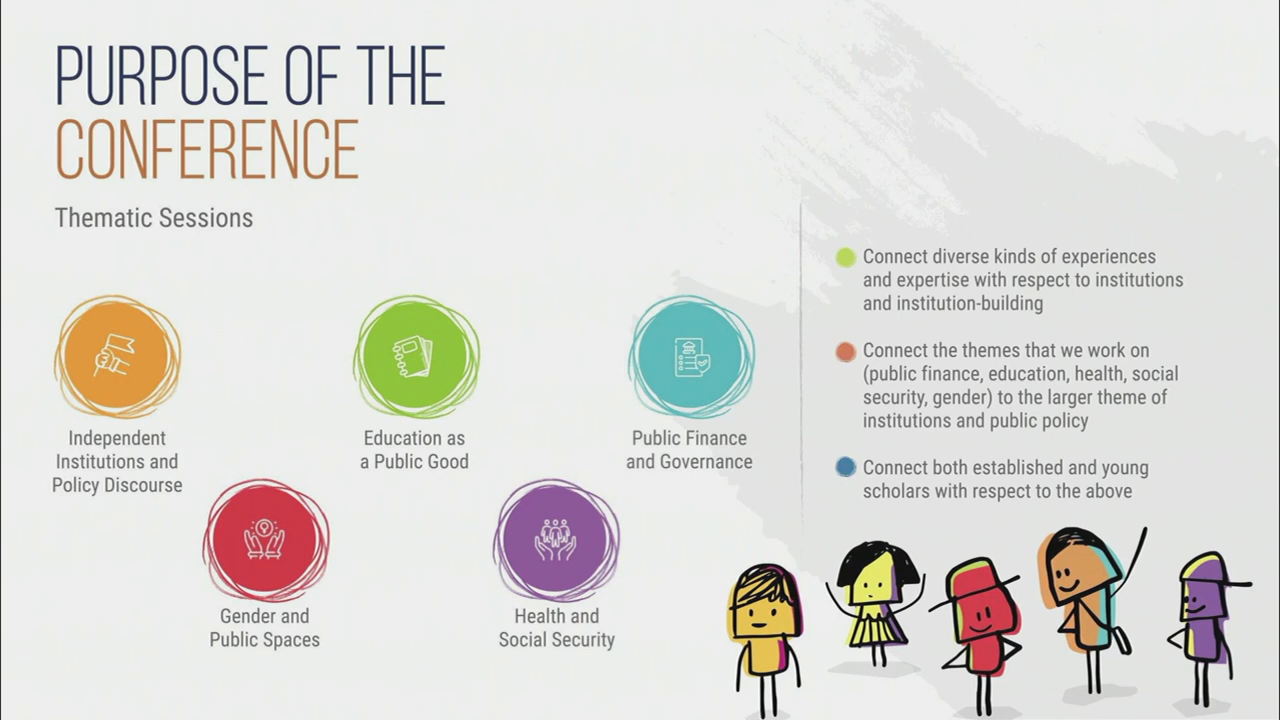 PURPOSE OF THE
CONFERENCE
Thematic Sessions
Independent
Institutions and
Policy Discourse
Education as
a Public Good
Public Finance
and Governance
Gender and
Public Spaces
Health and
Social Security
Connect diverse kinds of experiences
and expertise with respect to institutions
and institution-building
Connect the themes that we work on
(public finance, education, health, social
security, gender) to the larger theme of
institutions and public policy
Connect both established and young
scholars with respect to the above